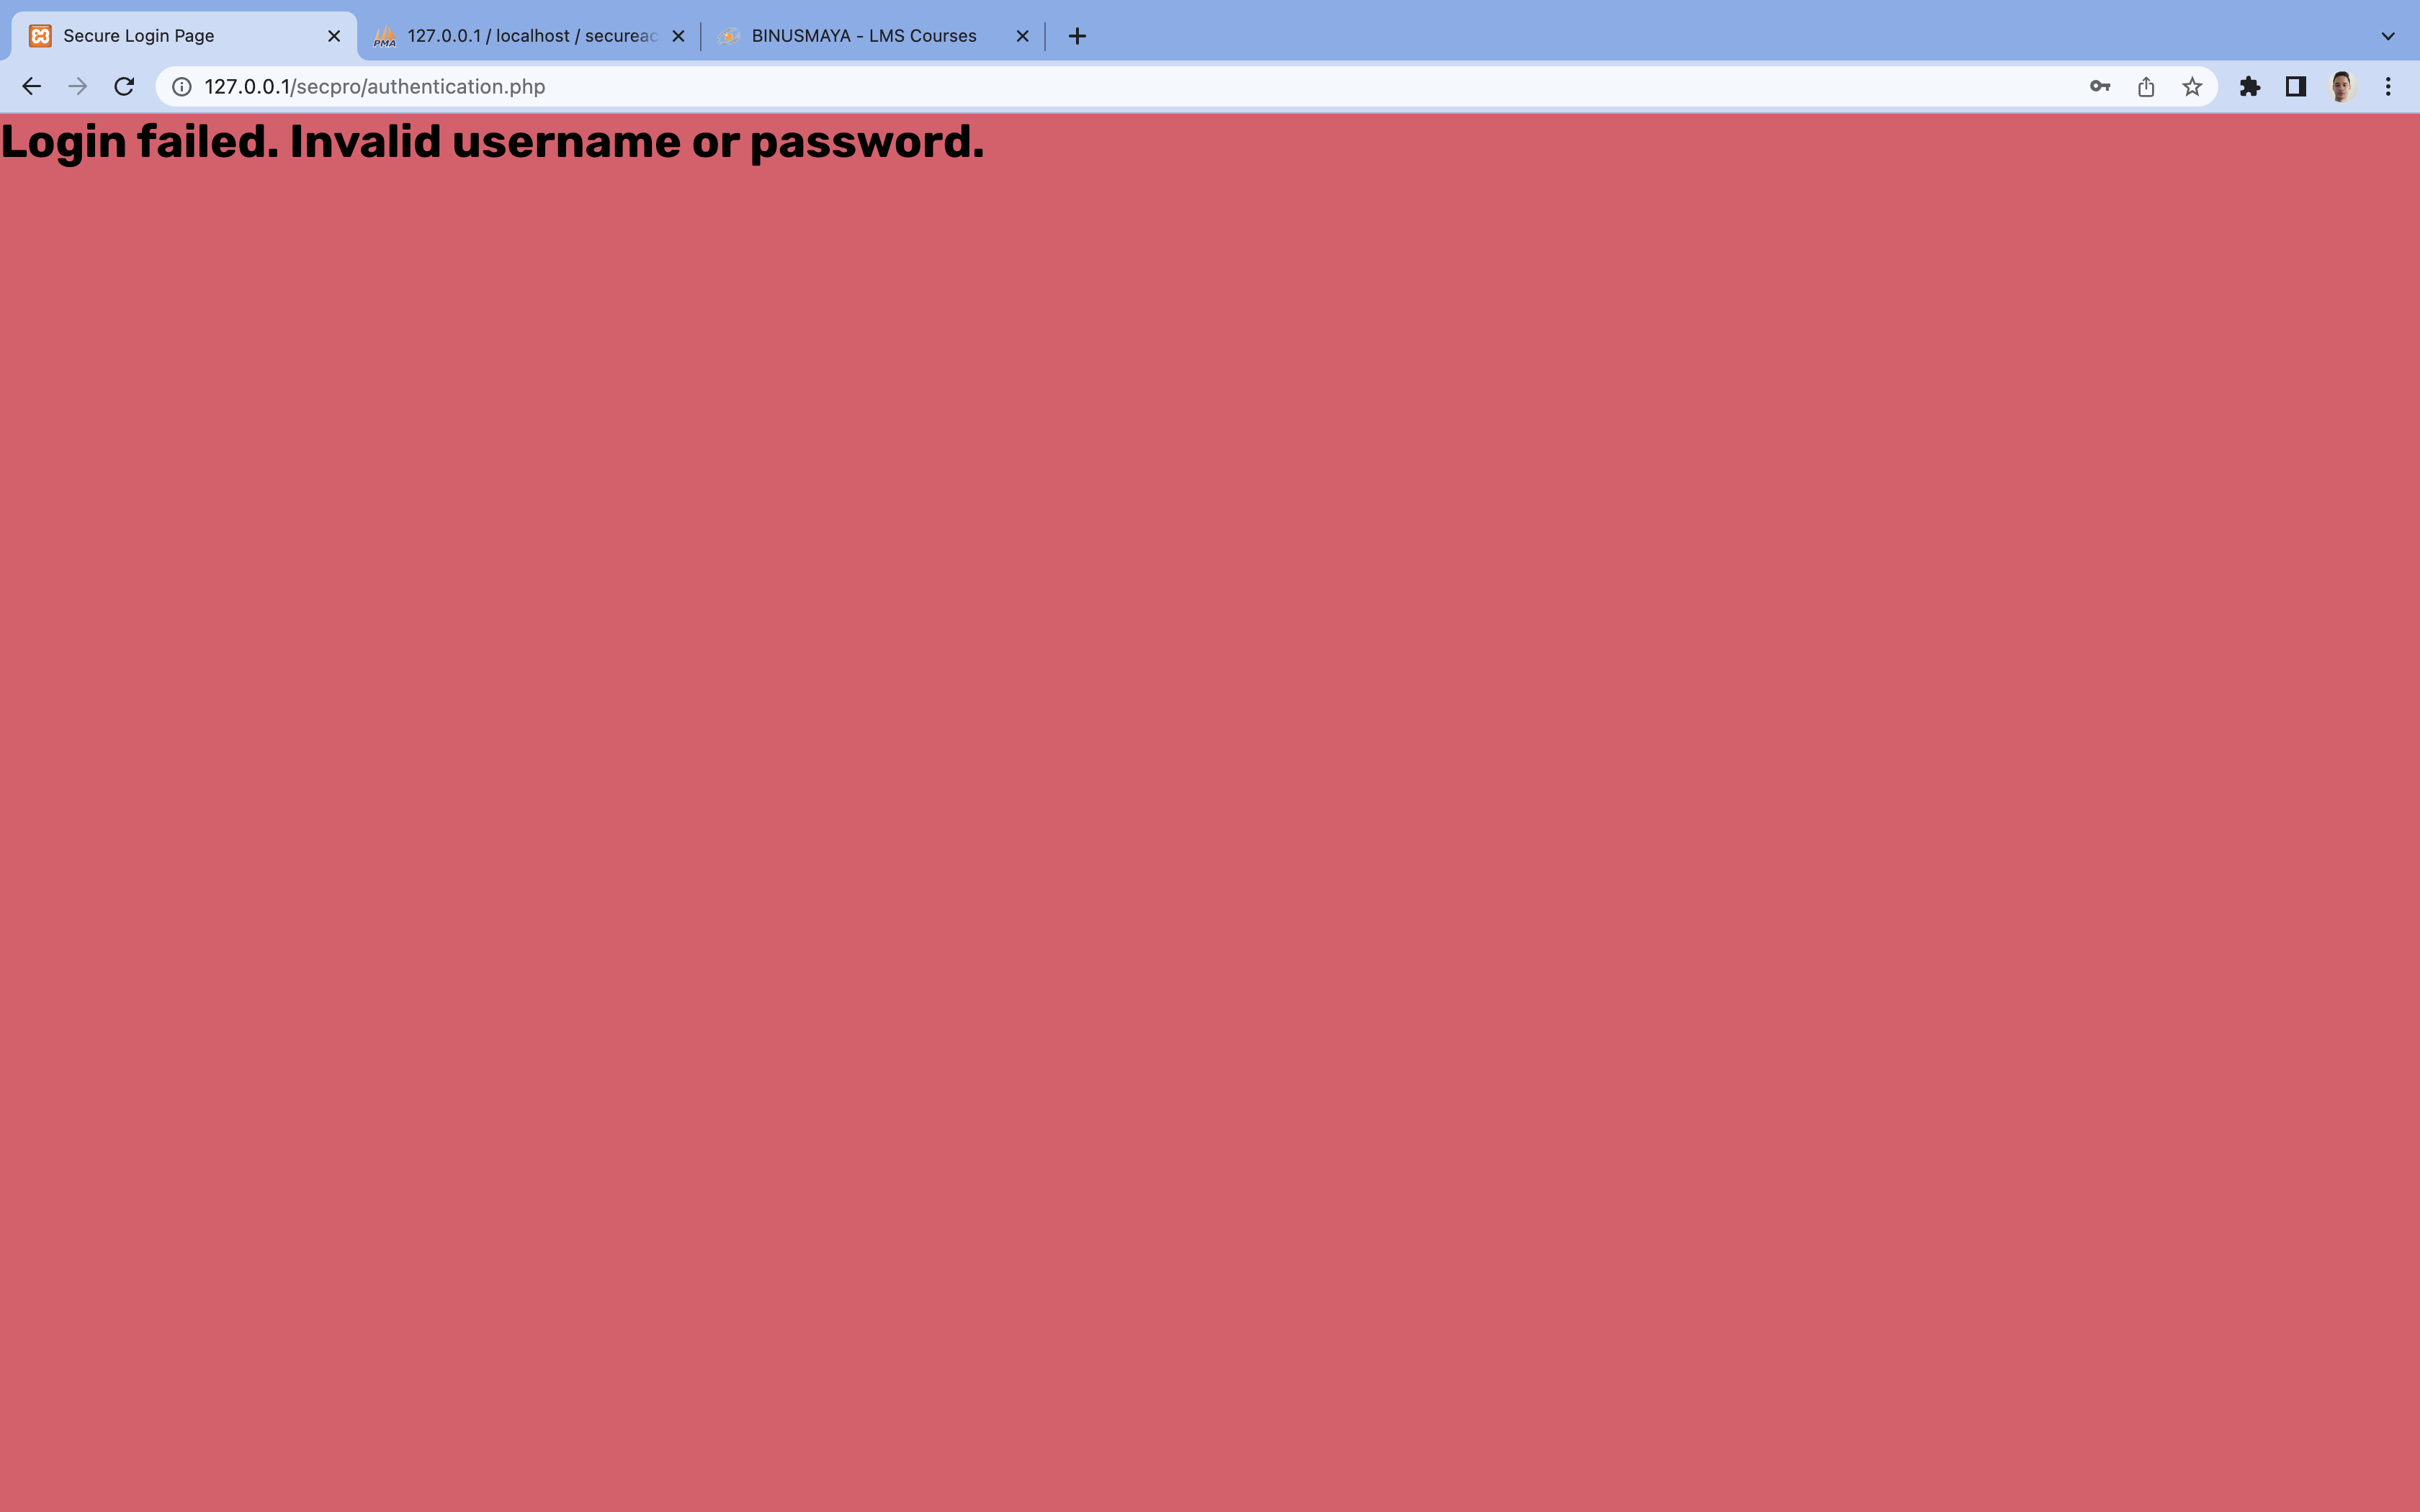 Secure Login Page
PMA
127.0.0.1 / localhost / secureac
BINUSMAYA - LMS Courses
127.0.0.1/secpro/authentication.php
Login failed. Invalid username or password.